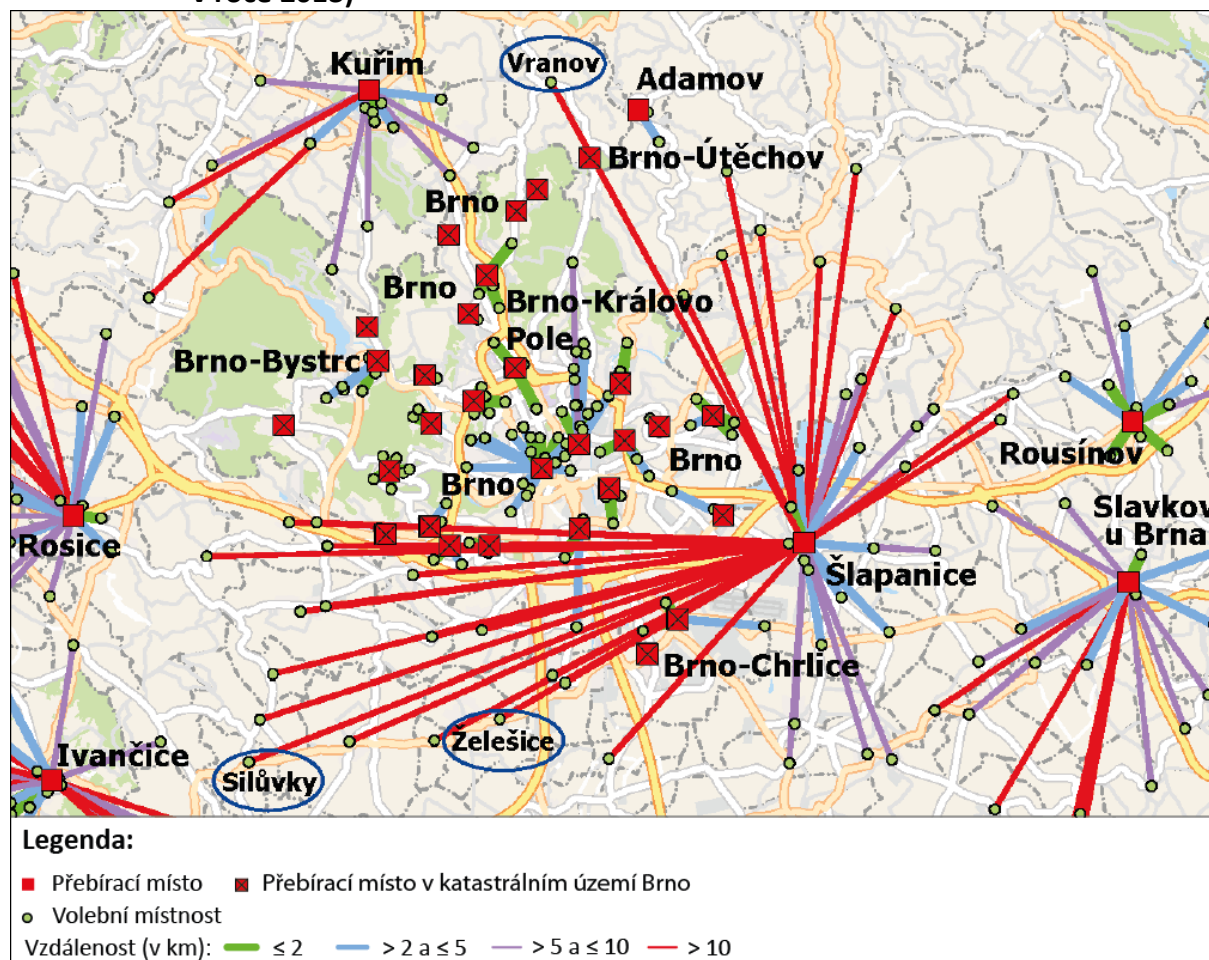 Kuřim
Vranov
Adamov
Brno-Útěchov
Brno
Brno
Brno-Královo
Pole
Brno-Bystrc
Rousínov
Brno
Brno
Slavkov
u Brna
Rosice
Šlapanice
Brno-Chrlice
Želešice
Ivančice
Silůvky
Legenda:
Přebírací místo
Přebírací místo v katastrálním území Brno
Volební místnost
Vzdálenost (v km): ≤ 2 > 2 a ≤ 5 > 5 a ≤ 10 > 10